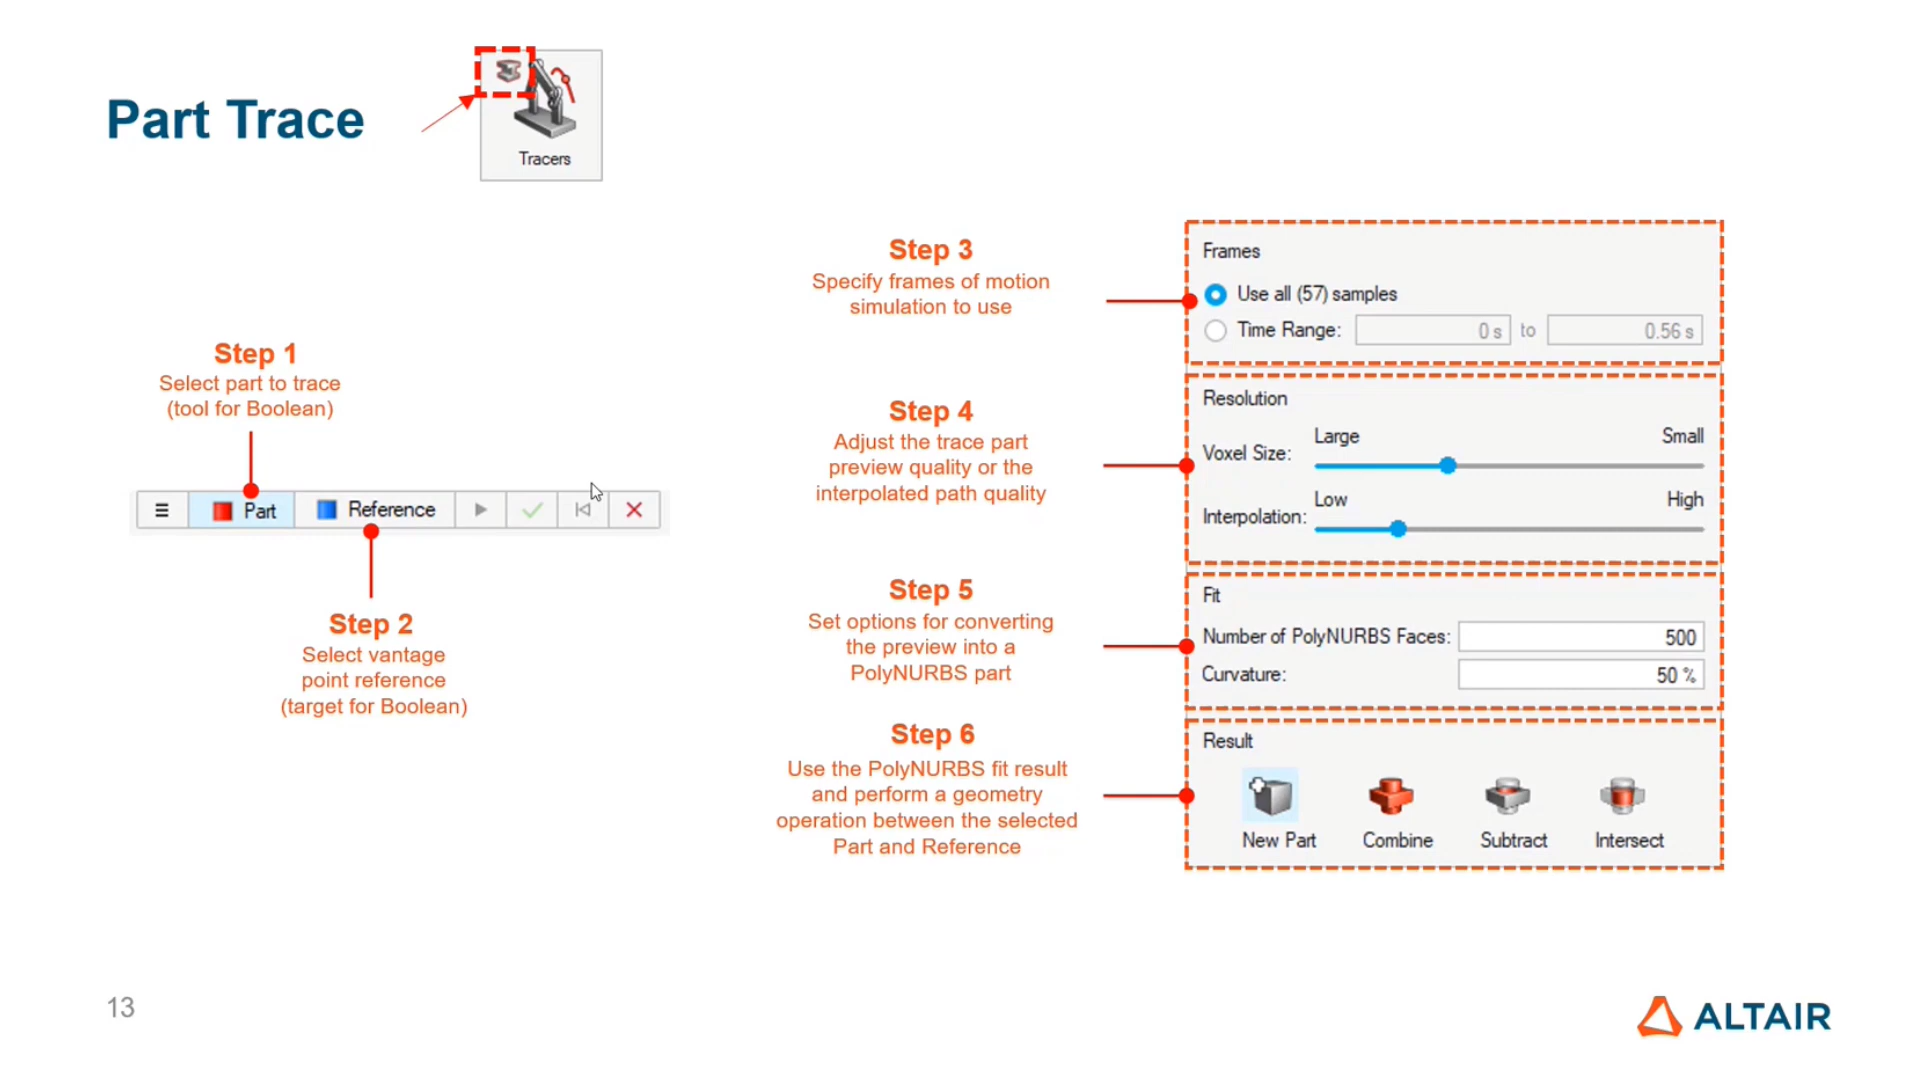 Part Trace
Tracers
Step 1
Select part to trace
(tool for Boolean)
Part
Reference
Step 2
Select vantage
point reference
(target for Boolean)
Step 3
Specify frames of motion
simulation to use
Frames
Use all (57) samples
Time Range: 0 s to 0.56 s
Step 4
Adjust the trace part
preview quality or the
interpolated path quality
Resolution
Large Small
Voxel Size:
Low High
Interpolation:
Step 5
Set options for converting
the preview into a
PolyNURBS part
Fit
Number of PolyNURBS Faces: 500
Curvature: 50 %
Step 6
Use the PolyNURBS fit result
and perform a geometry
operation between the selected
Part and Reference
Result
New Part Combine Subtract Intersect
13
ALTAIR